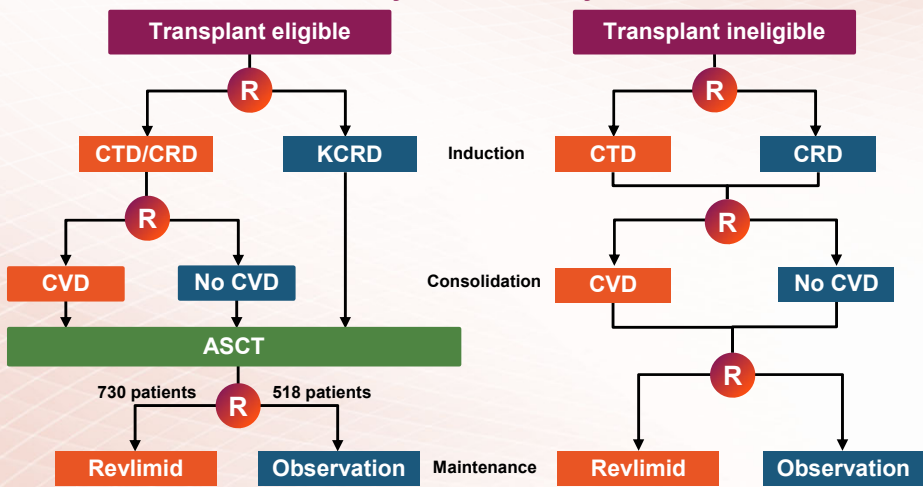 Transplant eligible
Transplant ineligible
R
R
CTD/CRD
KCRD
Induction
CTD
CRD
R
R
CVD
No CVD
Consolidation
CVD
No CVD
ASCT
R
730 patients
R
518 patients
Revlimid
Observation
Maintenance
Revlimid
Observation